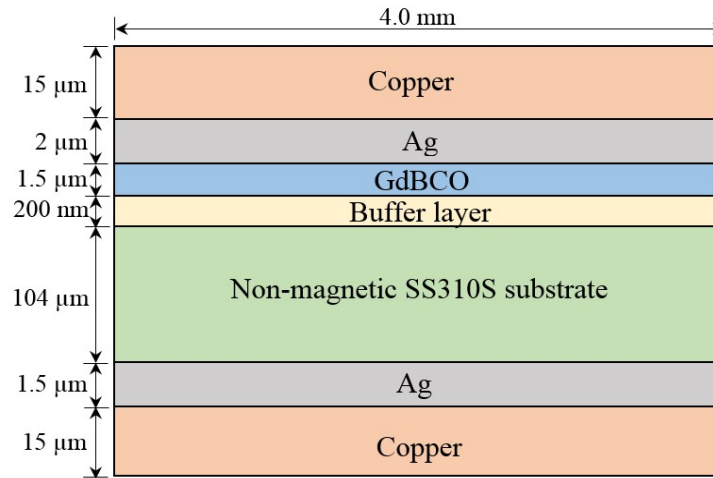 4.0 mm
15 μm
Copper
2 μm
Ag
1.5 μm
GdBCO
200 nm
Buffer layer
104 μm
Non-magnetic SS310S substrate
1.5 μm
Ag
15 μm
Copper